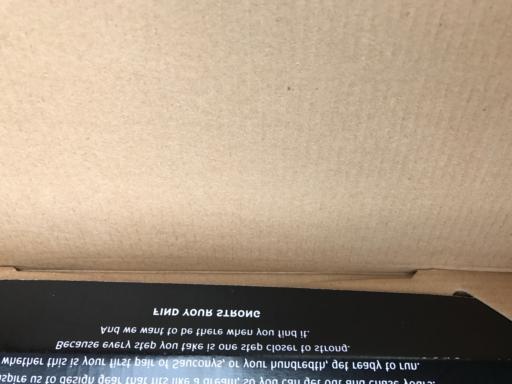 spire us to design gear that fits like a dream, so you can get out and chase yours.
whether this is your first pair of Sauconys, or your hundredth, get ready to run.
Because every step you take is one step closer to strong.
And we want to be there when you find it.
FIND YOUR STRONG